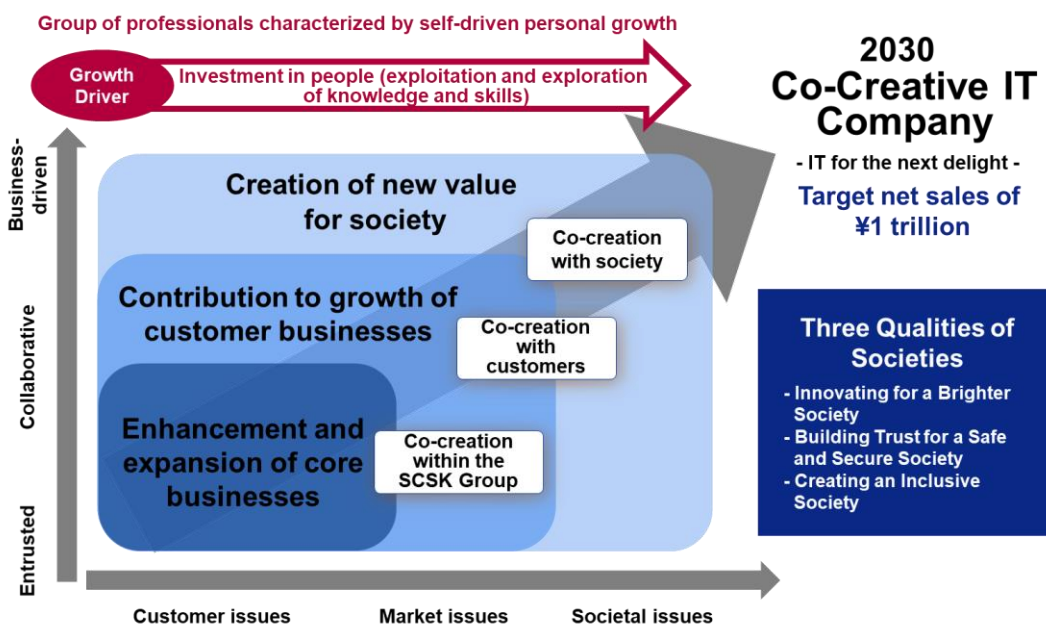 Group of professionals characterized by self-driven personal growth
Growth
Driver
Investment in people (exploitation and exploration
of knowledge and skills)
2030
Co-Creative IT
Company
- IT for the next delight -
Target net sales of
¥1 trillion
Business-
driven
Collaborative
Entrusted
Creation of new value
for society
Co-creation
with society
Contribution to growth of
customer businesses
Co-creation
with
customers
Enhancement and
expansion of core
businesses
Co-creation
within the
SCSK Group
Three Qualities of
Societies
- Innovating for a Brighter
Society
- Building Trust for a Safe
and Secure Society
- Creating an Inclusive
Society
Customer issues
Market issues
Societal issues